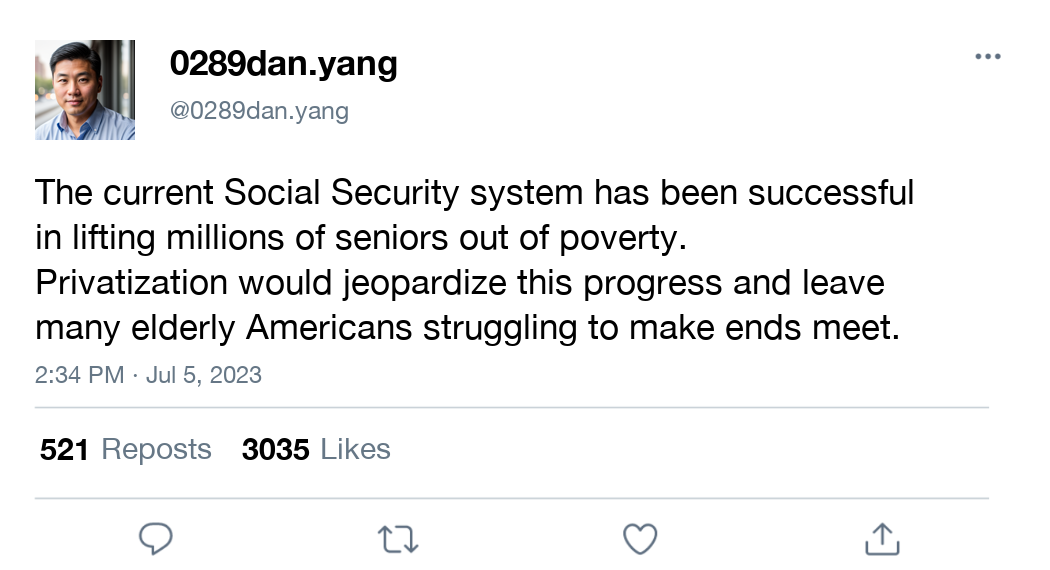 0289dan.yang
@0289dan.yang
The current Social Security system has been successful
in lifting millions of seniors out of poverty.
Privatization would jeopardize this progress and leave
many elderly Americans struggling to make ends meet.
2:34 PM · Jul 5, 2023
521 Reposts 3035 Likes